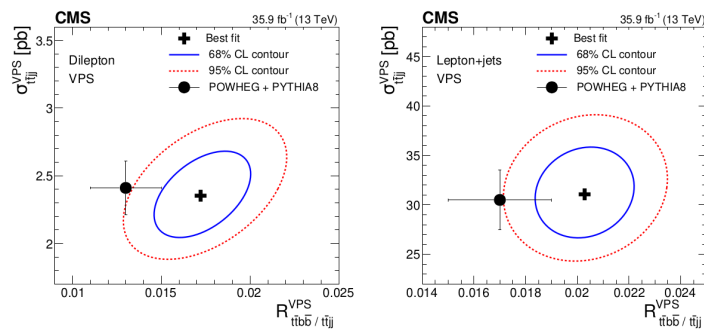 CMS 35.9 fb⁻¹ (13 TeV)
Dilepton
VPS
Best fit
68% CL contour
95% CL contour
POWHEG + PYTHIA8
σ^VPS_tt̄jj [pb]
3.5
3
2.5
2
0.01 0.015 0.02 0.025
R^VPS_tt̄bb̄ / tt̄jj
CMS 35.9 fb⁻¹ (13 TeV)
Lepton+jets
VPS
Best fit
68% CL contour
95% CL contour
POWHEG + PYTHIA8
σ^VPS_tt̄jj [pb]
45
40
35
30
25
0.014 0.016 0.018 0.02 0.022 0.024
R^VPS_tt̄bb̄ / tt̄jj